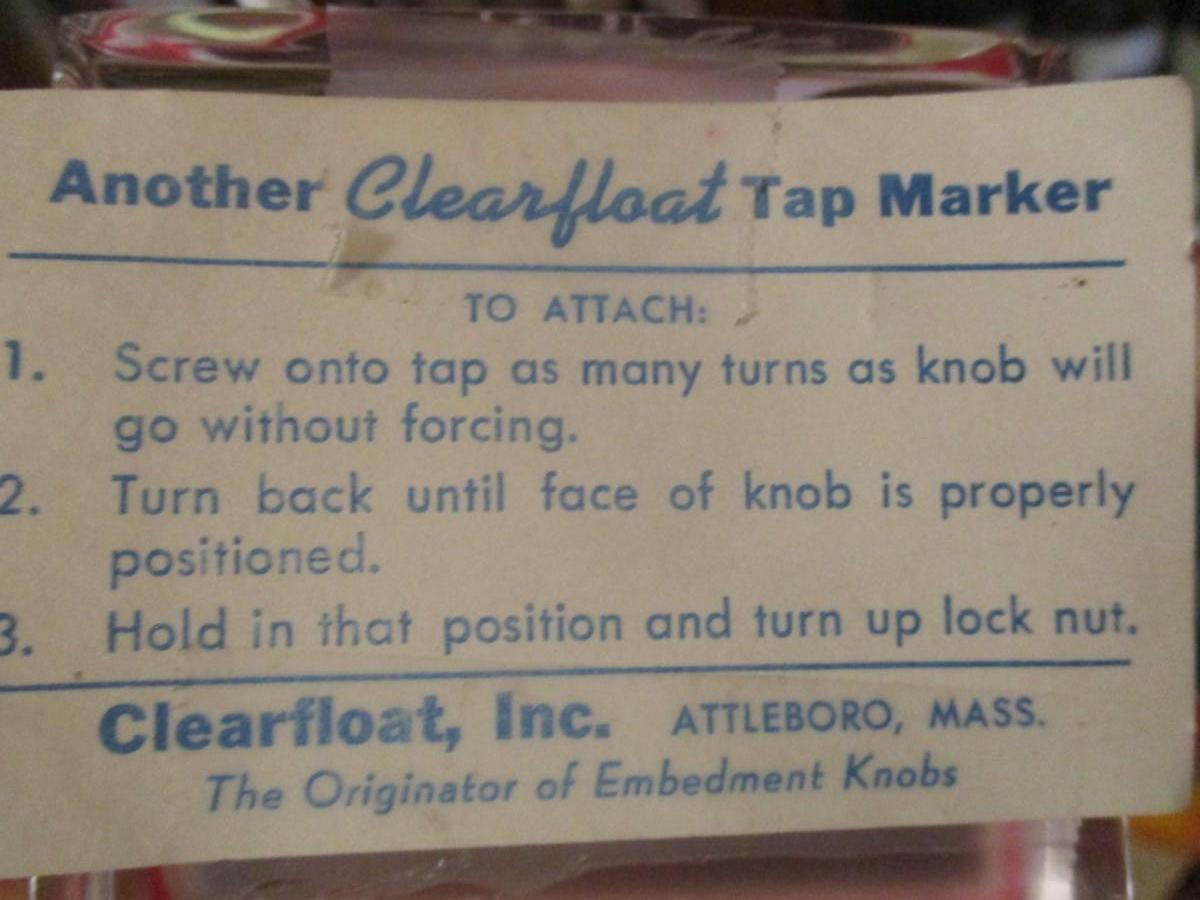 Another Clearfloat Tap Marker
TO ATTACH:
1. Screw onto tap as many turns as knob will
go without forcing.
2. Turn back until face of knob is properly
positioned.
3. Hold in that position and turn up lock nut.
Clearfloat, Inc. ATTLEBORO, MASS.
The Originator of Embedment Knobs